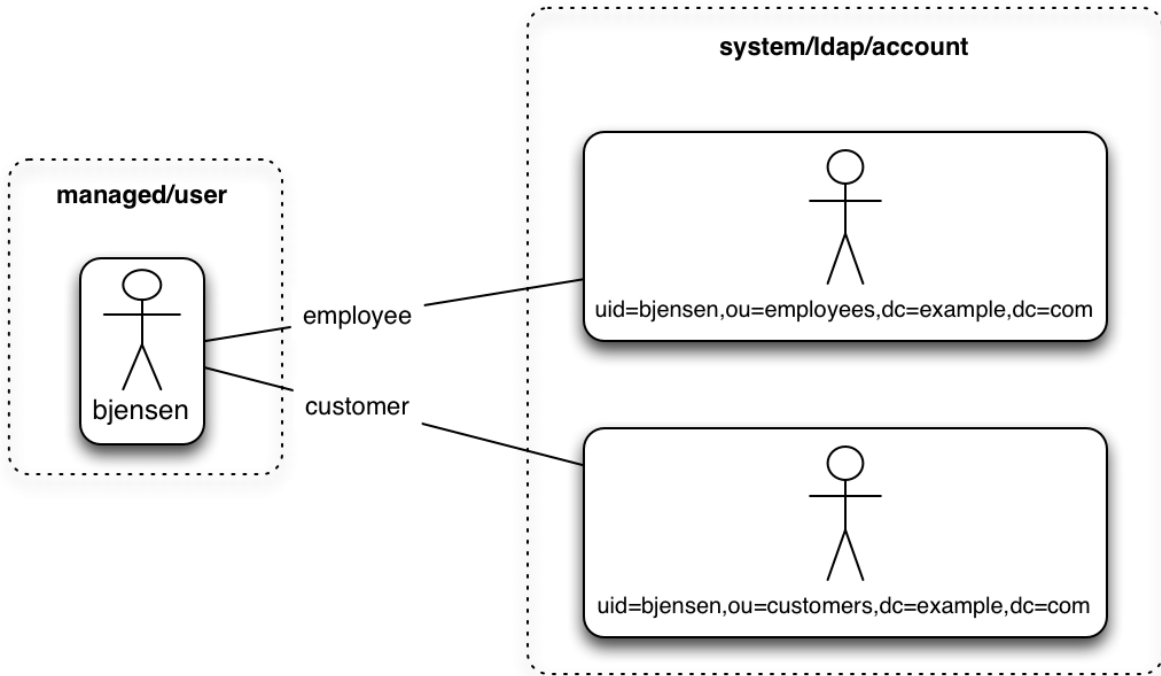 system/ldap/account
managed/user
uid=bjensen,ou=employees,dc=example,dc=com
employee
customer
bjensen
uid=bjensen,ou=customers,dc=example,dc=com